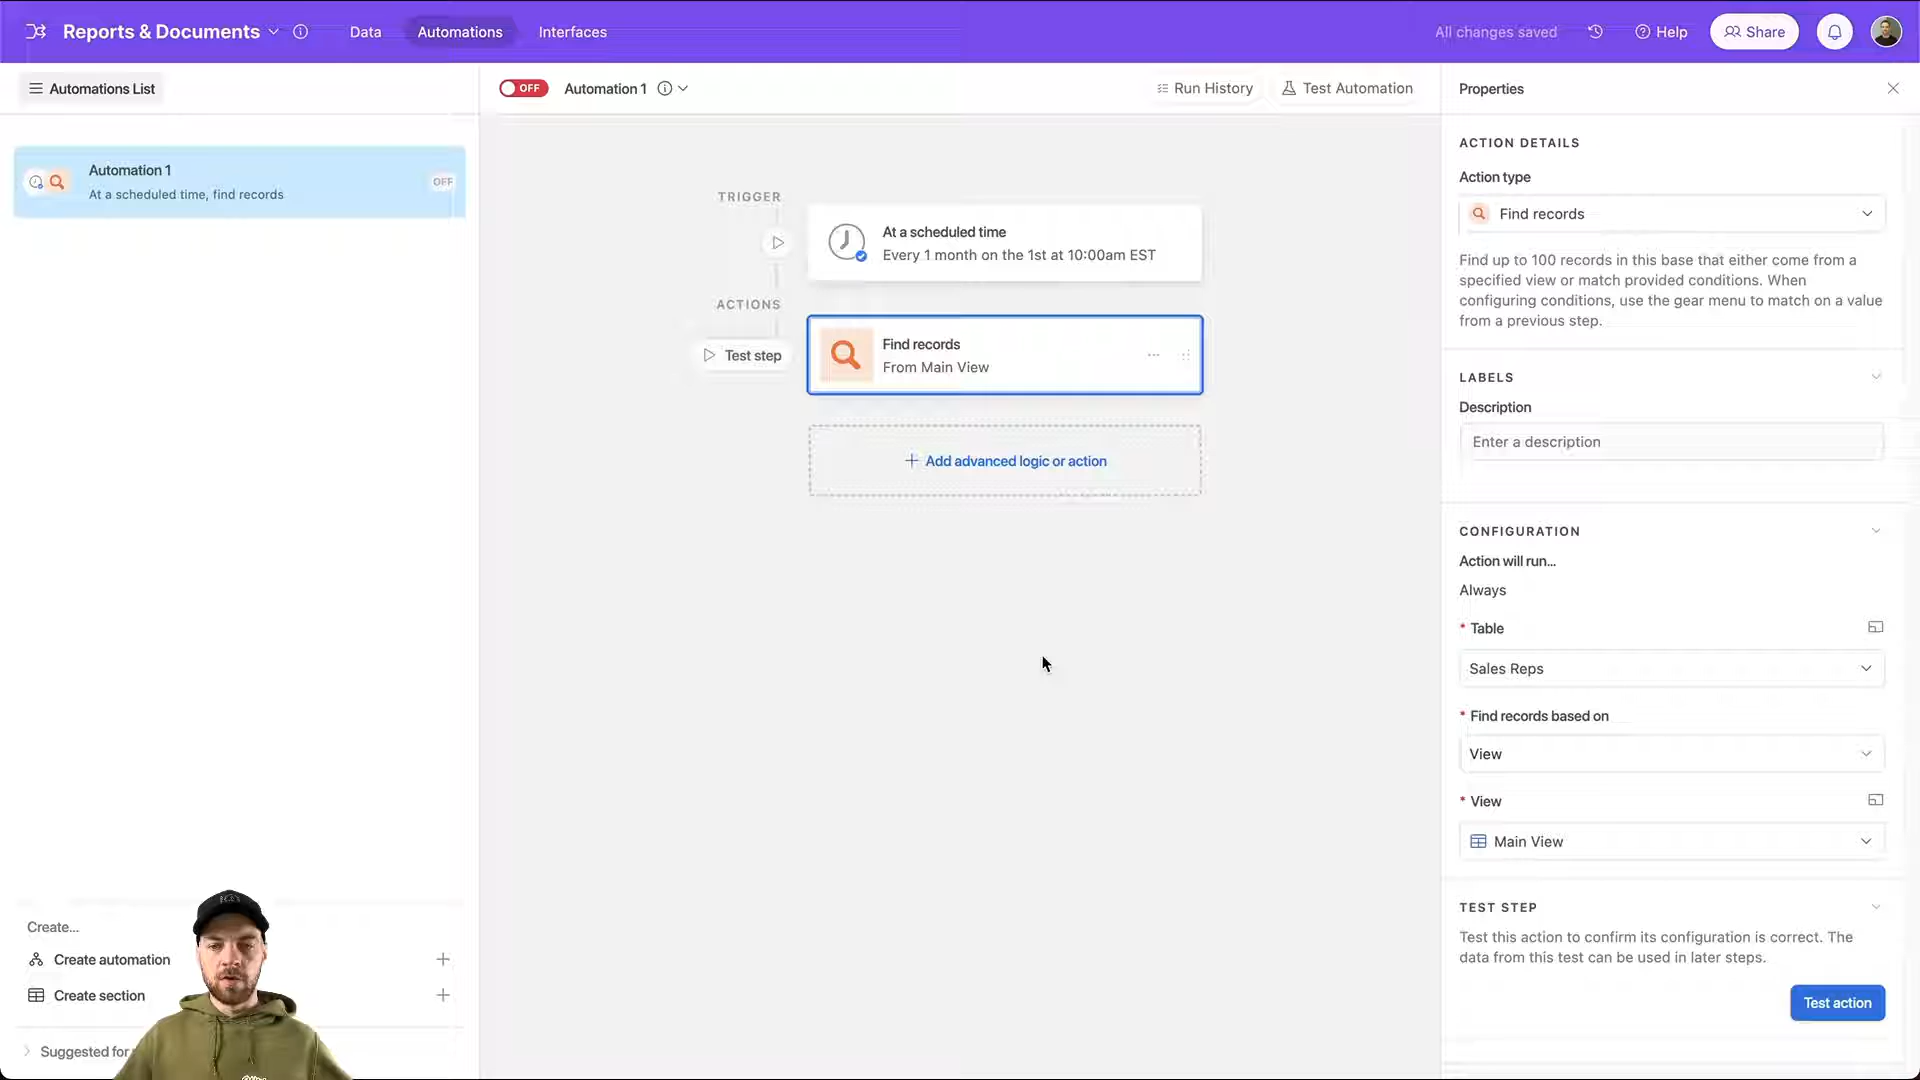 Reports & Documents
Data
Automations
Interfaces
All changes saved
Help
Share
Automations List
OFF
Automation 1
Run History
Test Automation
Properties
Automation 1
At a scheduled time, find records
OFF
TRIGGER
At a scheduled time
Every 1 month on the 1st at 10:00am EST
ACTIONS
Test step
Find records
From Main View
+ Add advanced logic or action
ACTION DETAILS
Action type
Find records
Find up to 100 records in this base that either come from a
specified view or match provided conditions. When
configuring conditions, use the gear menu to match on a value
from a previous step.
LABELS
Description
Enter a description
CONFIGURATION
Action will run...
Always
* Table
Sales Reps
* Find records based on
View
* View
Main View
TEST STEP
Test this action to confirm its configuration is correct. The
data from this test can be used in later steps.
Test action
Create...
Create automation
Create section
Suggested for